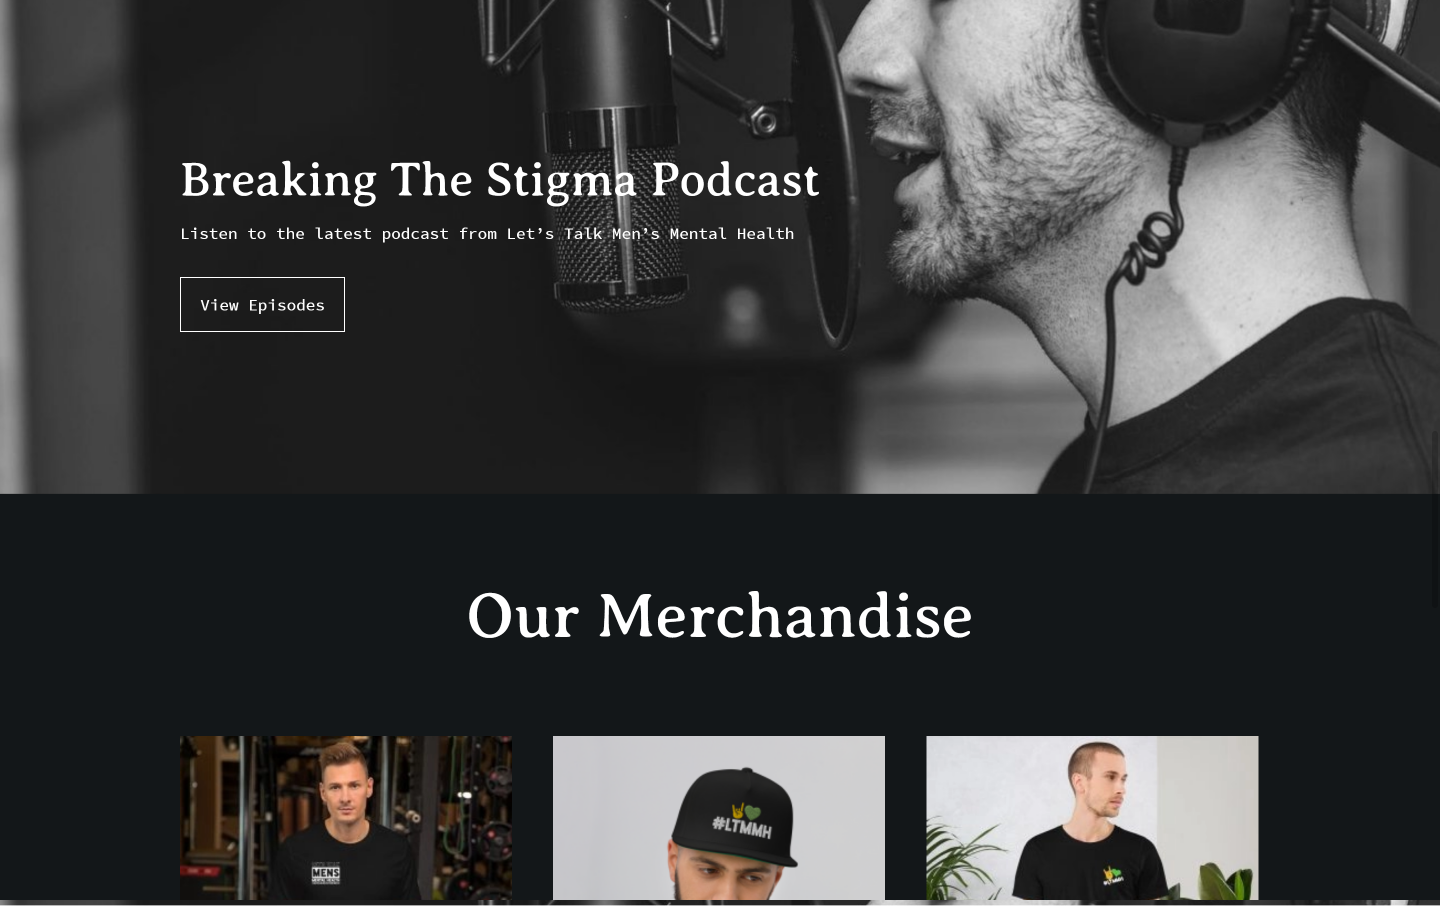 Breaking The Stigma Podcast
Listen to the latest podcast from Let’s Talk Men’s Mental Health
View Episodes
Our Merchandise
MENS
#LTMMH
#LTMMH